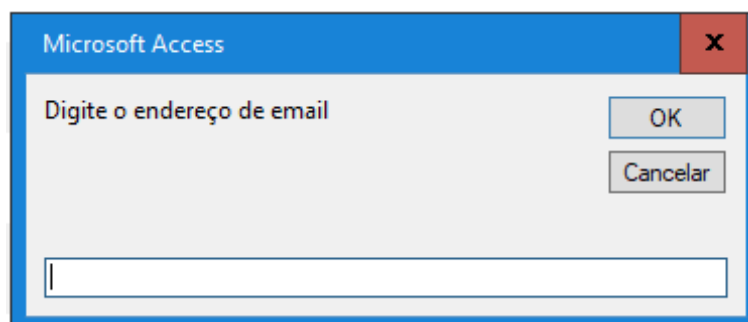 Microsoft Access
x
Digite o endereço de email
OK
Cancelar